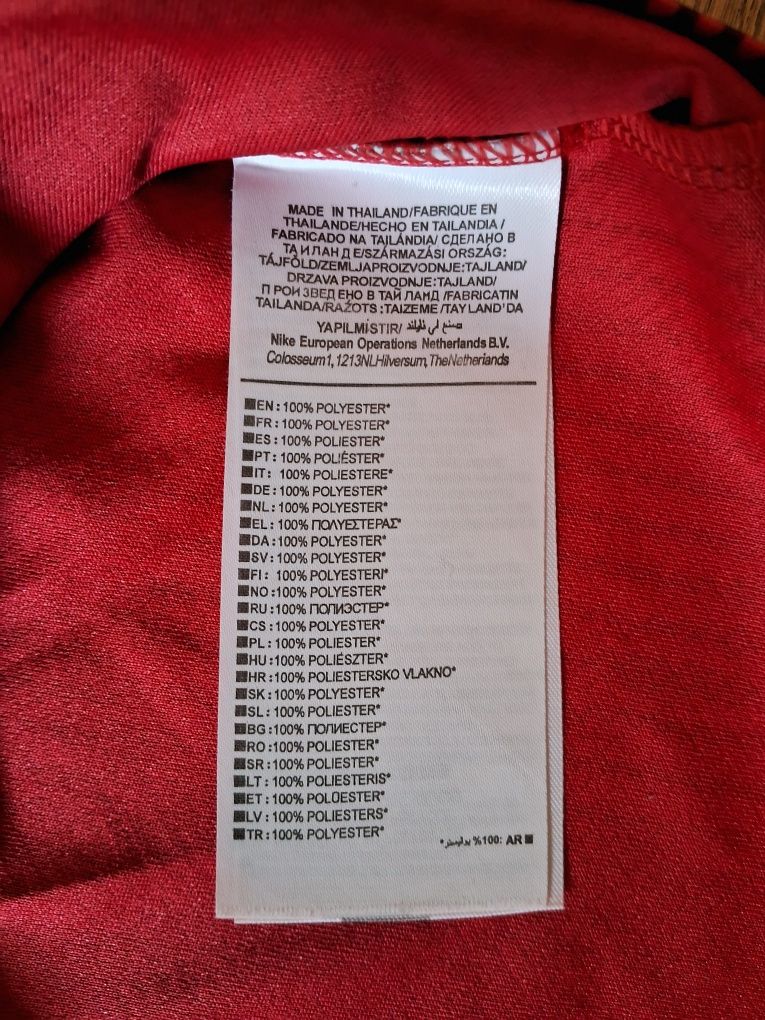 MADE IN THAILAND/FABRIQUE EN
THAILANDE/HECHO EN TAILANDIA /
FABRICADO NA TAILÁNDIA/ СДЕЛАНО В
ТА И ЛАН Д Е/SZÁRMAZÁSI ORSZÁG:
TÁJFÖLD/ZEMLJAPROIZVODNJE:TAJLAND/
DRZAVA PROIZVODNJE:TAJLAND/
П РОИ ЗВЕД ЕНО В ТАЙ ЛАНД /FABRICATIN
TAILANDA/RAŽOTS :TAIZEME /TAYLAND'DA
YAPILMİSTIR/ صنع في تايلند
Nike European Operations Netherlands B.V.
Colosseum1, 1213NLHilversum, TheNetherlands
EN : 100% POLYESTER*
FR : 100% POLYESTER*
ES : 100% POLIESTER*
PT : 100% POLIÉSTER*
IT : 100% POLIESTERE*
DE : 100% POLYESTER*
NL : 100% POLYESTER*
EL : 100% ΠΟΛΥΕΣΤΕΡΑΣ*
DA : 100% POLYESTER*
SV : 100% POLYESTER*
FI : 100% POLYESTERI*
NO : 100% POLYESTER*
RU : 100% ПОЛИЭСТЕР*
CS : 100% POLYESTER*
PL : 100% POLIESTER*
HU : 100% POLIÉSZTER*
HR : 100% POLIESTERSKO VLAKNO*
SK : 100% POLYESTER*
SL : 100% POLIESTER*
BG : 100% ПОЛИЕСТЕР*
RO : 100% POLIESTER*
SR : 100% POLIESTER*
LT : 100% POLIESTERIS*
ET : 100% POLÜESTER*
LV : 100% POLIESTERS*
TR : 100% POLYESTER*
AR :100% بوليستر*